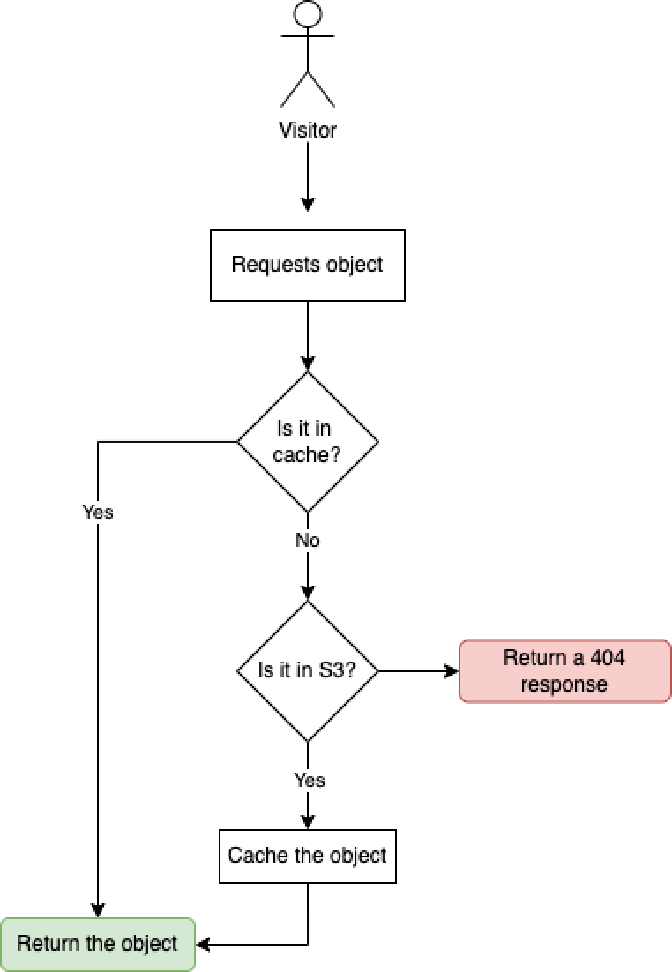 Visitor
Requests object
Is it in
cache?
Yes
No
Is it in S3?
Return a 404
response
Yes
Cache the object
Return the object